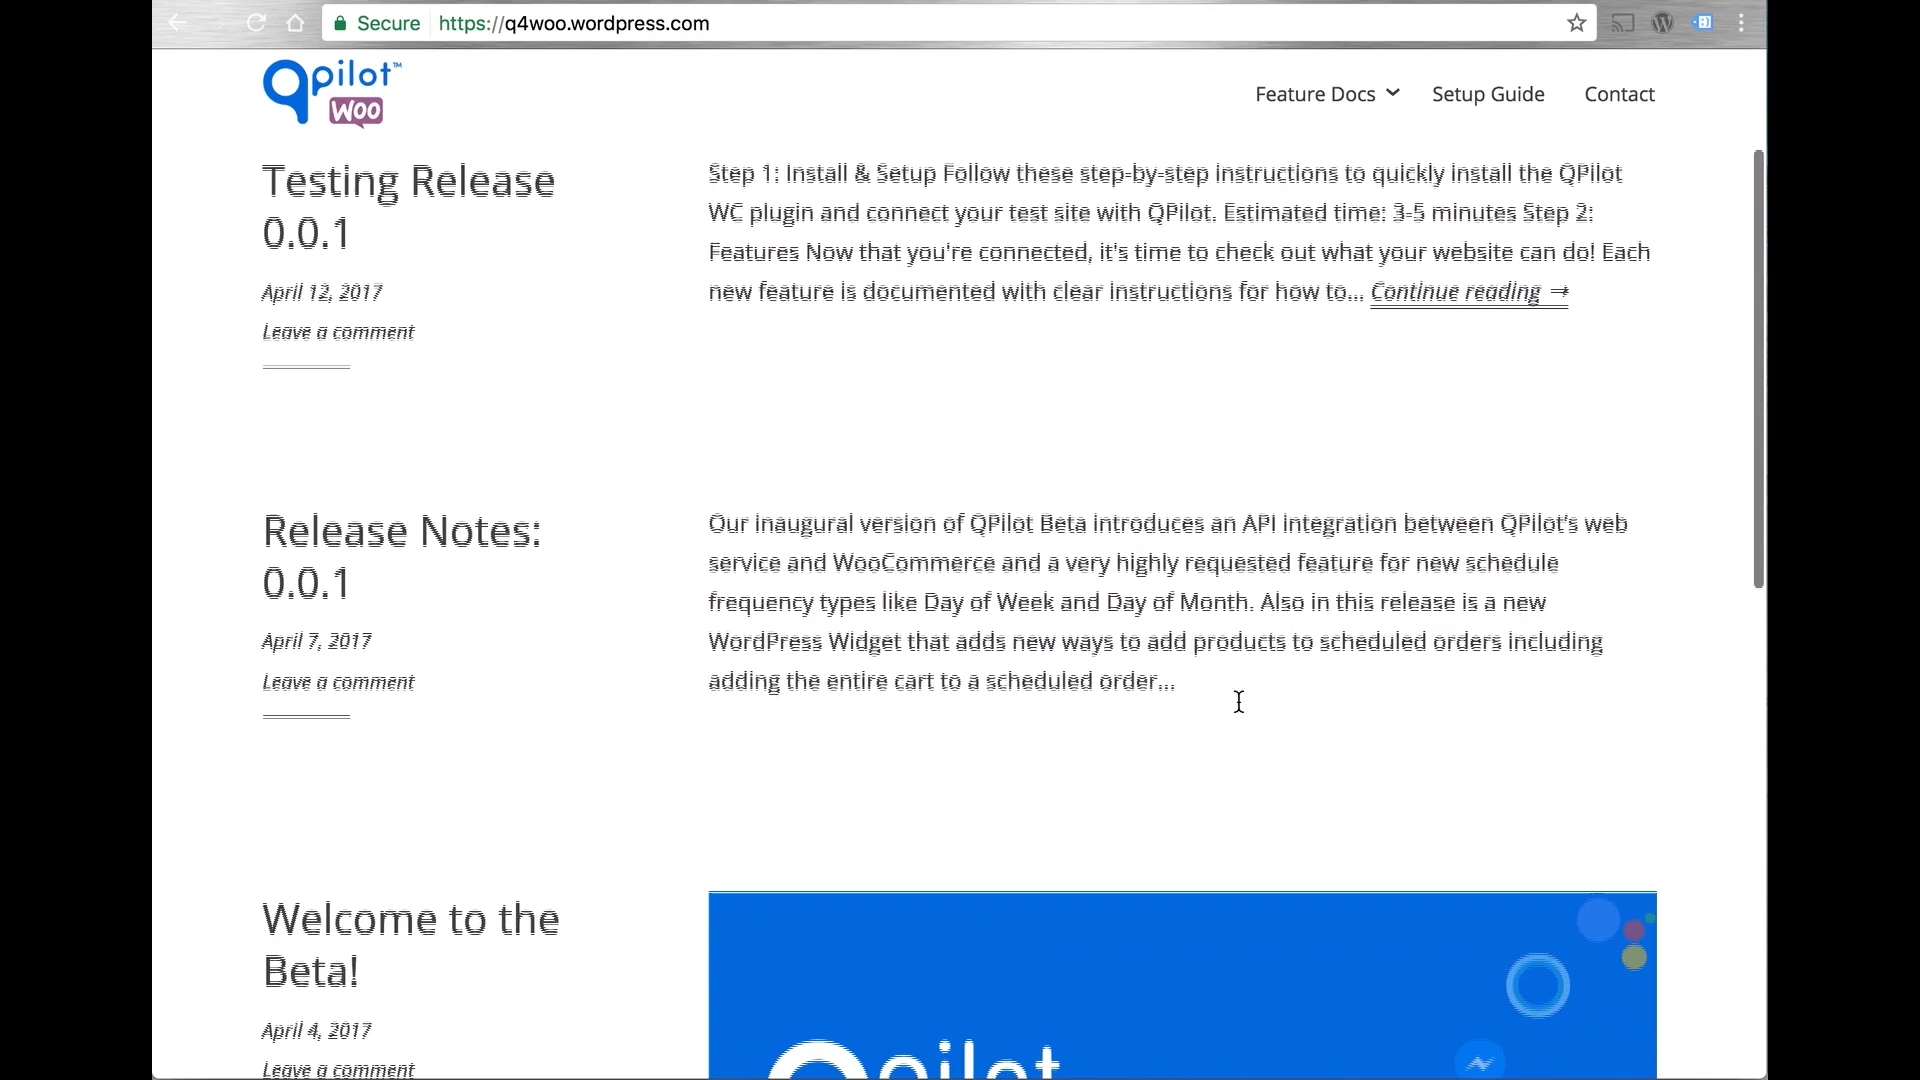 Secure https://q4woo.wordpress.com
Qpilot™
WOO
Feature Docs Setup Guide Contact
Testing Release
0.0.1
April 12, 2017
Leave a comment
Step 1: Install & Setup Follow these step-by-step instructions to quickly install the QPilot
WC plugin and connect your test site with QPilot. Estimated time: 3-5 minutes Step 2:
Features Now that you're connected, it's time to check out what your website can do! Each
new feature is documented with clear instructions for how to... Continue reading →
Release Notes:
0.0.1
April 7, 2017
Leave a comment
Our inaugural version of QPilot Beta introduces an API integration between QPilot's web
service and WooCommerce and a very highly requested feature for new schedule
frequency types like Day of Week and Day of Month. Also in this release is a new
WordPress Widget that adds new ways to add products to scheduled orders including
adding the entire cart to a scheduled order...
Welcome to the
Beta!
April 4, 2017
Leave a comment
Qpilot